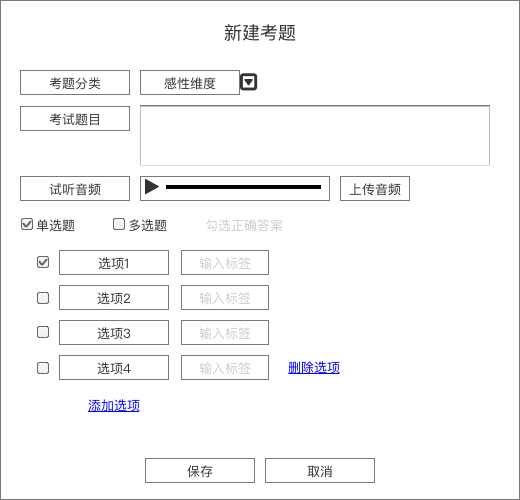 新建考题
考题分类 感性维度
考试题目
试听音频 上传音频
单选题 多选题 勾选正确答案
选项1 输入标签
选项2 输入标签
选项3 输入标签
选项4 输入标签 删除选项
添加选项
保存 取消